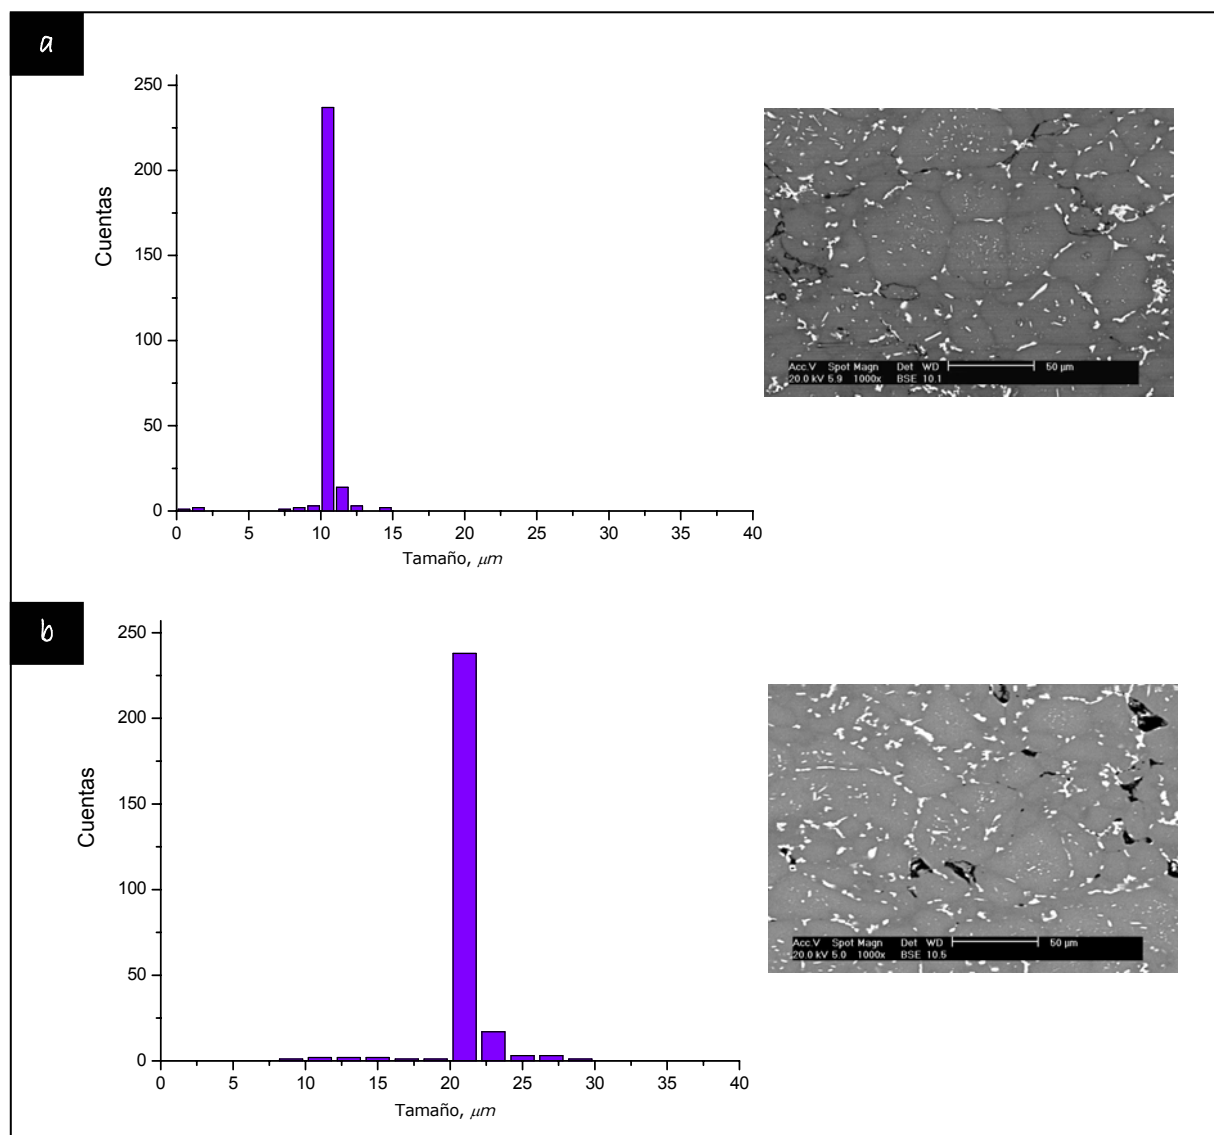 a
250
200
150
100
50
0
Cuentas
0 5 10 15 20 25 30 35 40
Tamaño, μm
Acc.V Spot Magn Det WD 50 μm
20.0 kV 5.9 1000x BSE 10.1
b
250
200
150
100
50
0
Cuentas
0 5 10 15 20 25 30 35 40
Tamaño, μm
Acc.V Spot Magn Det WD 50 μm
20.0 kV 5.0 1000x BSE 10.5